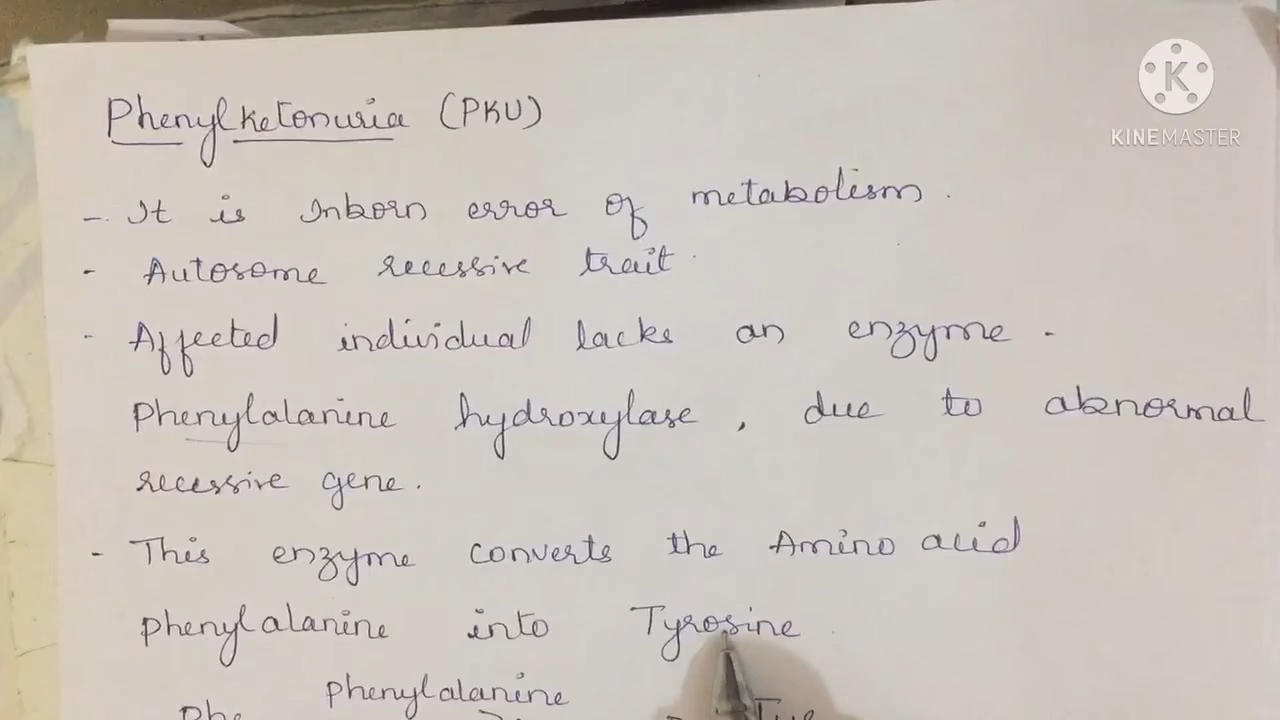 Phenylketonuria (PKU)
K
KINEMASTER
- It is Inborn error of metabolism.
- Autosome recessive trait.
- Affected individual lacks an enzyme -
Phenylalanine hydroxylase, due to abnormal
recessive gene.
- This enzyme converts the Amino acid
phenylalanine into Tyrosine
phenylalanine
Phe